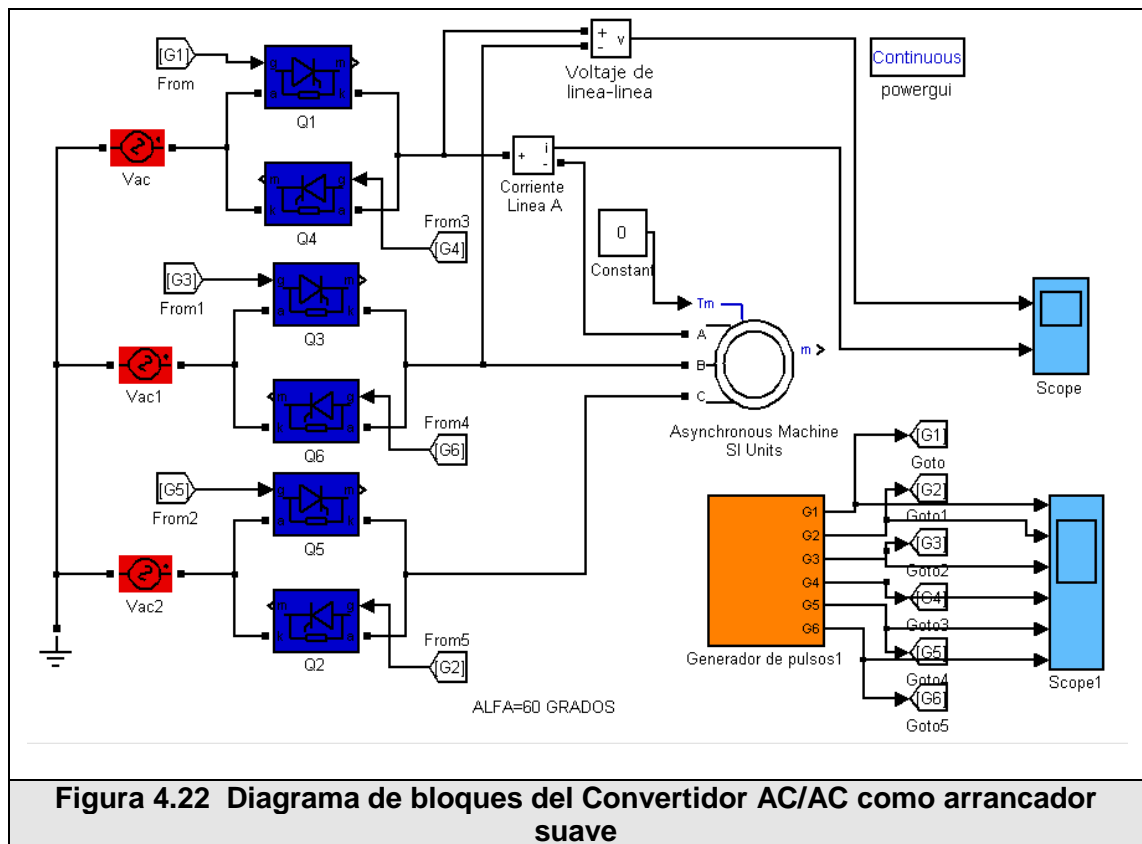 [G1]
From
g
m
a
k
Q1
Vac
m
g
k
a
Q4
From3
[G4]
[G3]
From1
g
m
a
k
Q3
Vac1
m
g
k
a
Q6
From4
[G6]
[G5]
From2
g
m
a
k
Q5
Vac2
m
g
k
a
Q2
From5
[G2]
+
-
v
Voltaje de
linea-linea
Continuous
powergui
+
i
-
Corriente
Linea A
0
Constant
Tm
A
B
C
m
Asynchronous Machine
SI Units
Scope
G1
G2
G3
G4
G5
G6
Generador de pulsos1
[G1]
Goto
[G2]
Goto1
[G3]
Goto2
[G4]
Goto3
[G5]
Goto4
[G6]
Goto5
Scope1
ALFA=60 GRADOS
Figura 4.22 Diagrama de bloques del Convertidor AC/AC como arrancador
suave